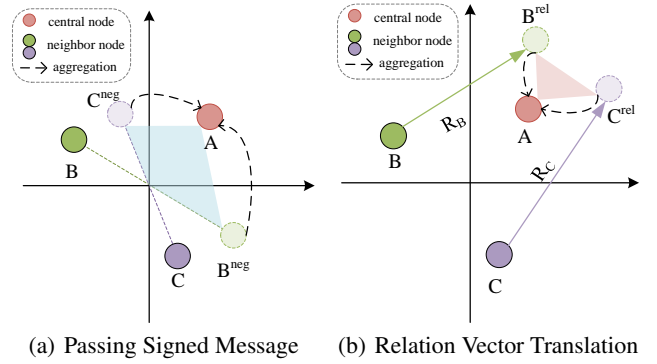 central node
neighbor node
aggregation
C^neg
A
B
B^neg
C
(a) Passing Signed Message
central node
neighbor node
aggregation
B^rel
C^rel
A
R_B
B
R_C
C
(b) Relation Vector Translation